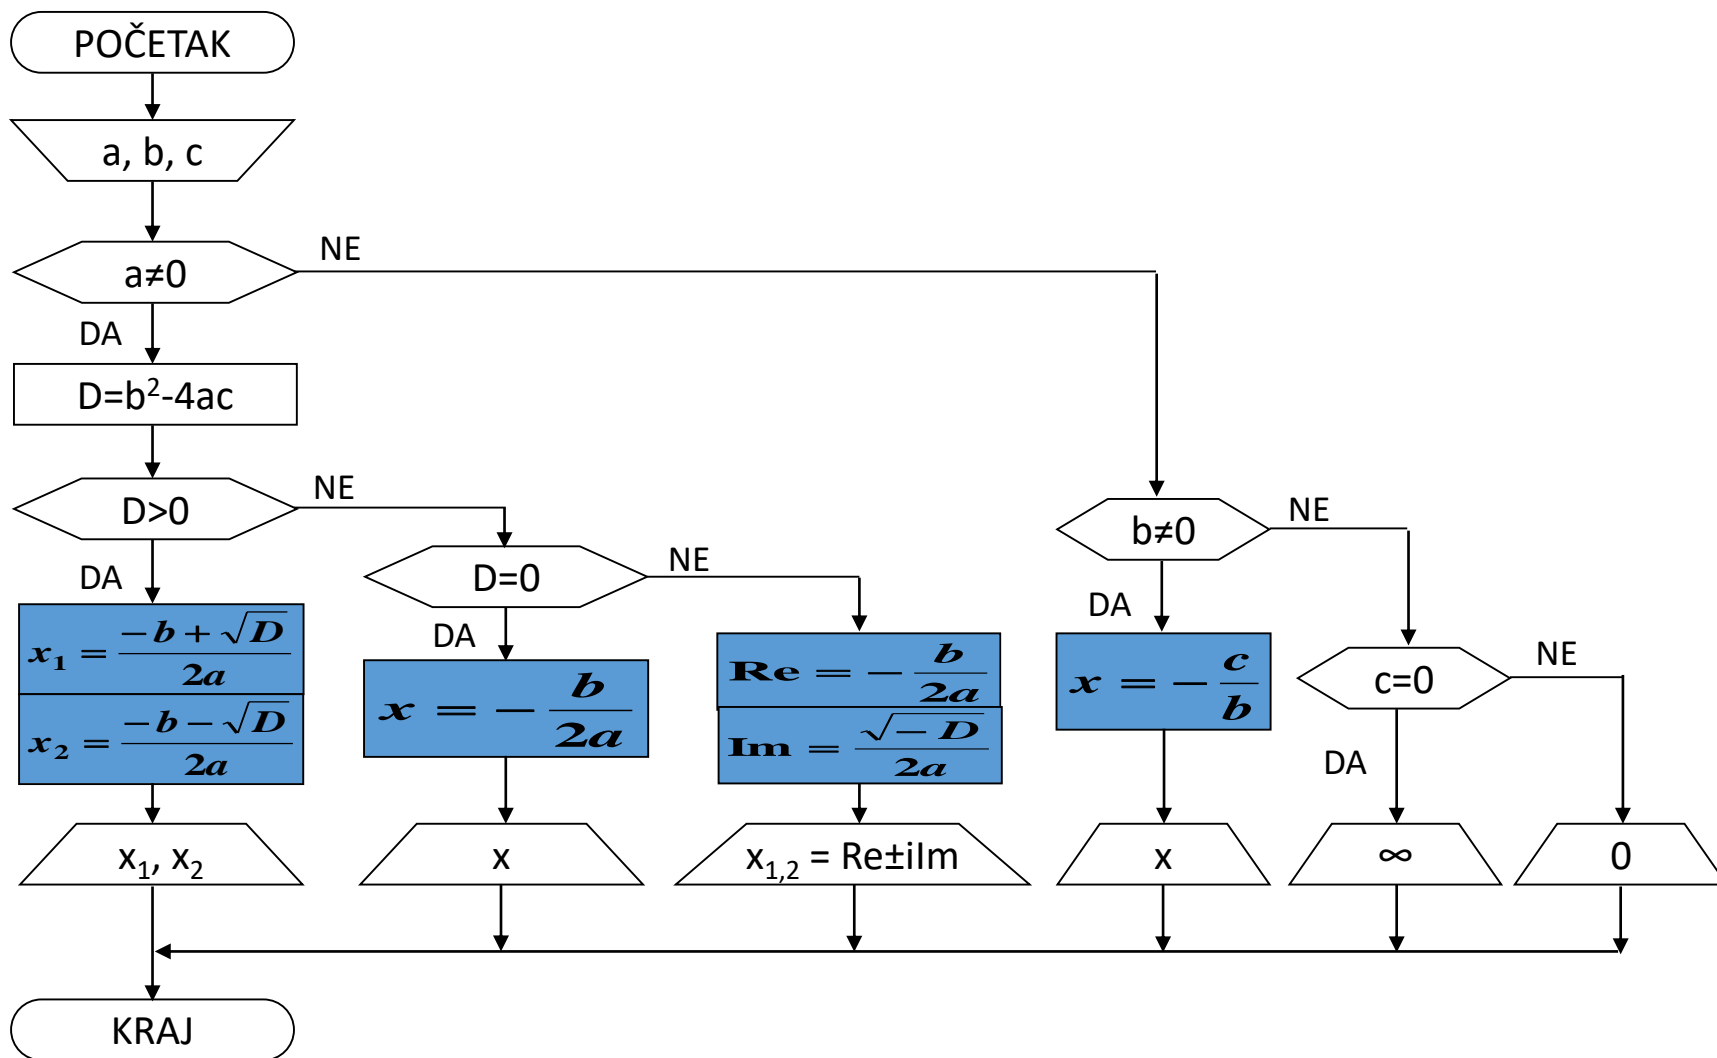 POČETAK
a, b, c
a≠0
NE
DA
D=b²-4ac
D>0
NE
DA
x₁ = (-b + √D) / 2a
x₂ = (-b - √D) / 2a
x₁, x₂
D=0
NE
DA
x = - b / 2a
x
Re = - b / 2a
Im = √-D / 2a
x₁,₂ = Re±iIm
b≠0
NE
DA
x = - c / b
x
c=0
NE
DA
∞
0
KRAJ